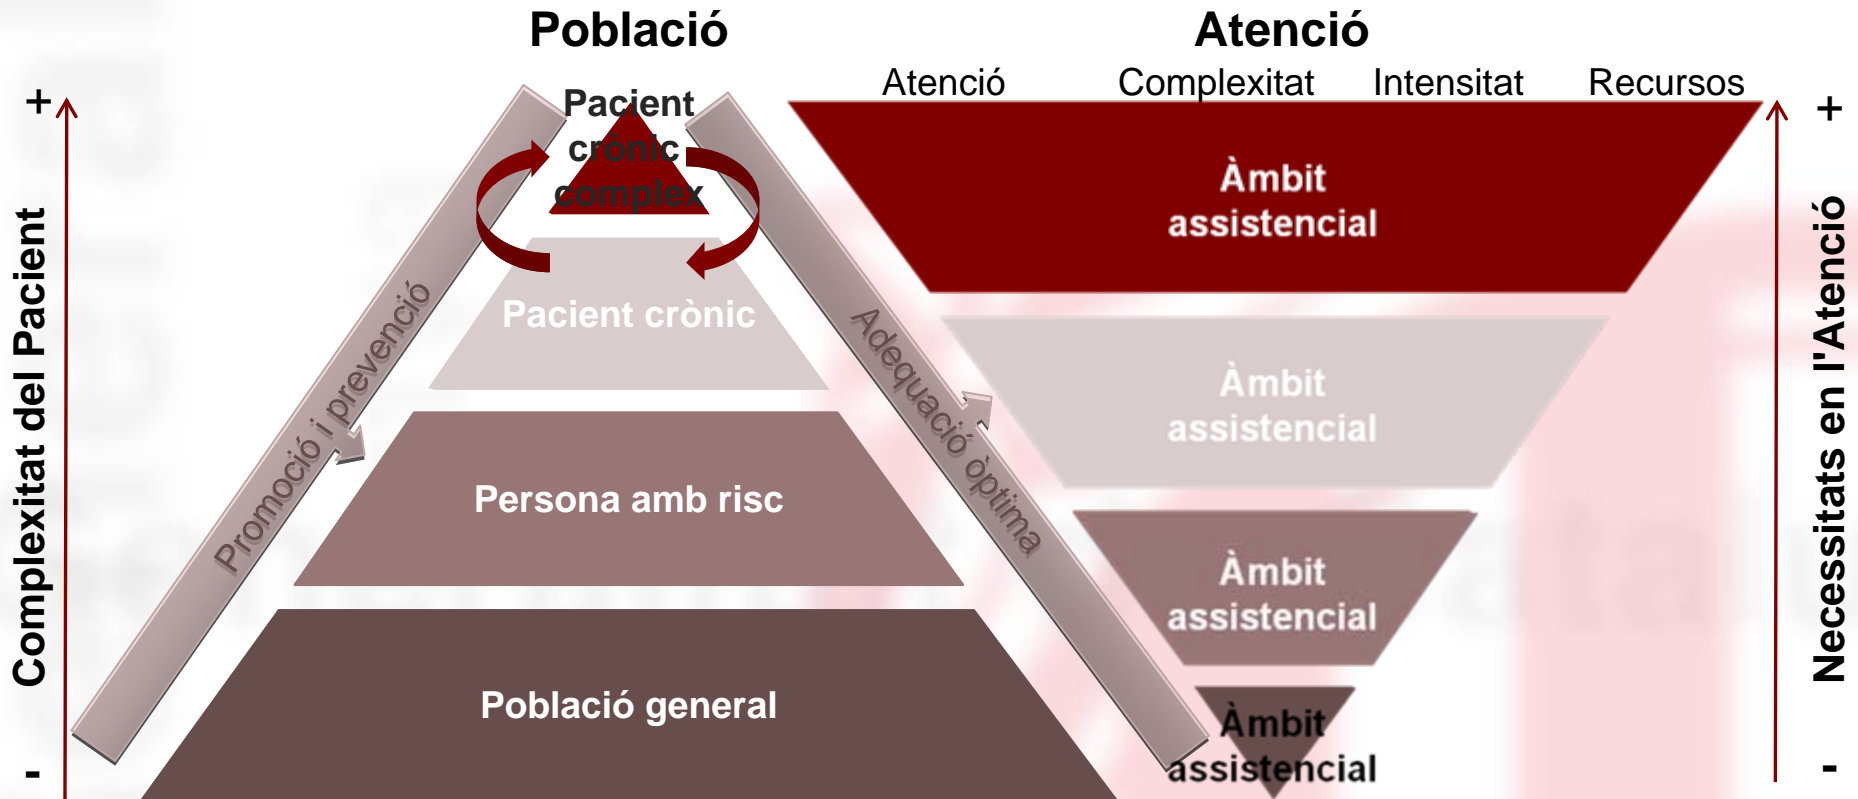 Població
Atenció
Atenció
Complexitat
Intensitat
Recursos
+
Complexitat del Pacient
-
Promoció i prevenció
Pacient
crònic
complex
Pacient crònic
Persona amb risc
Població general
Adequació òptima
Àmbit
assistencial
Àmbit
assistencial
Àmbit
assistencial
Àmbit
assistencial
+
Necessitats en l'Atenció
-